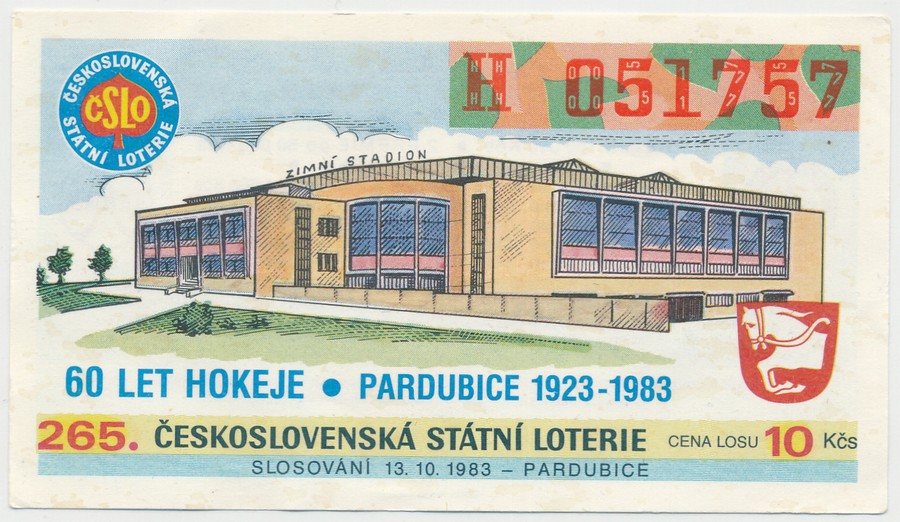 ČESKOSLOVENSKÁ
ČSLO
STÁTNÍ LOTERIE
H 051757
ZIMNÍ STADION
60 LET HOKEJE • PARDUBICE 1923-1983
265. ČESKOSLOVENSKÁ STÁTNÍ LOTERIE CENA LOSU 10 Kčs
SLOSOVÁNÍ 13.10.1983 – PARDUBICE